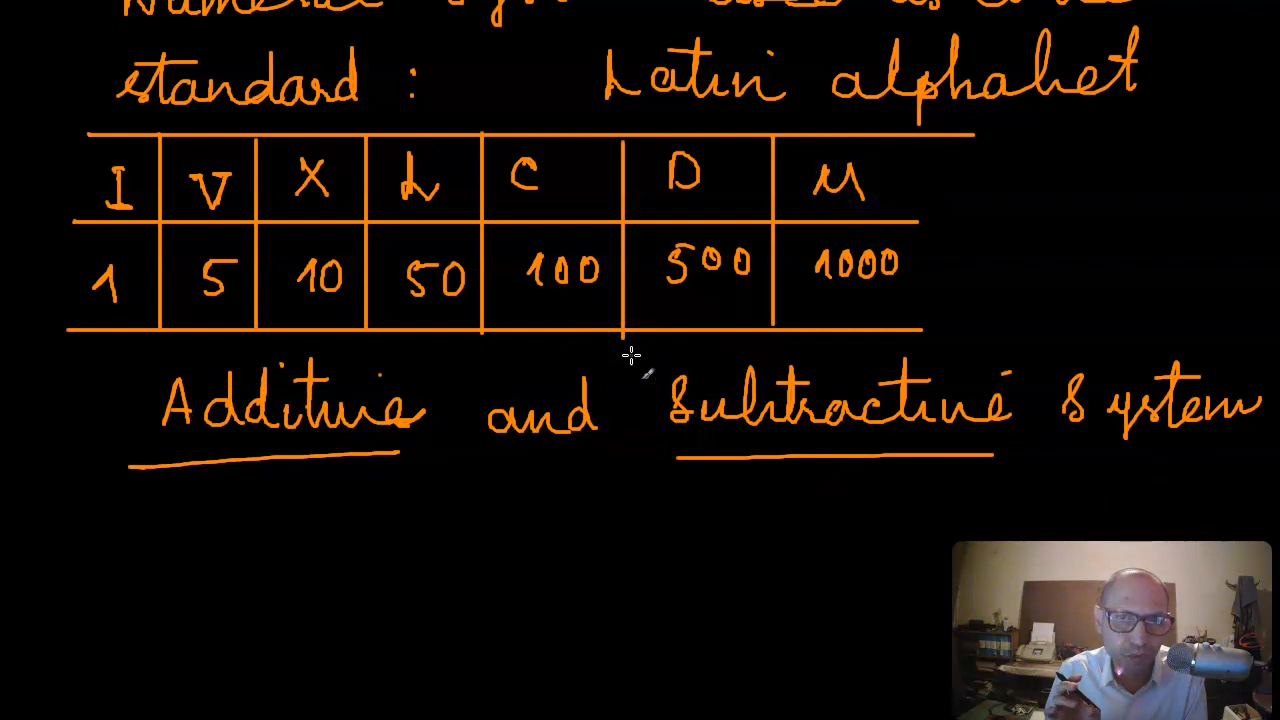 standard : Latin alphabet
I V X L C D M
1 5 10 50 100 500 1000
Additive and Subtractive System